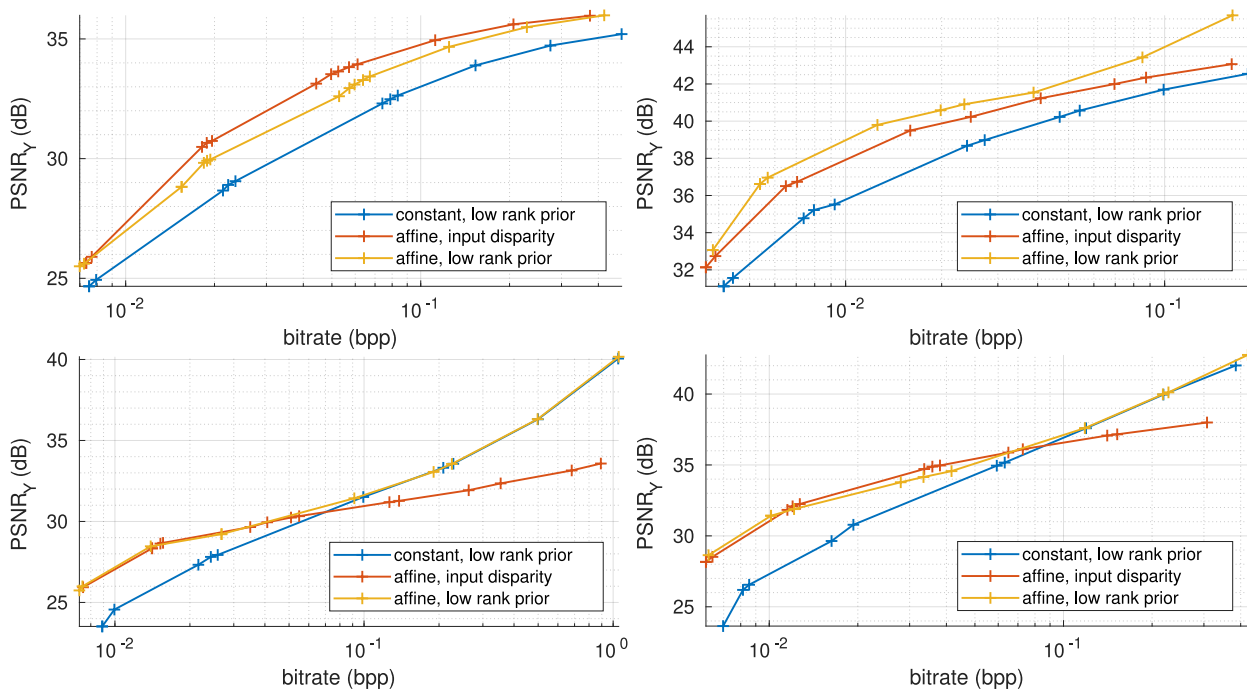 35
30
25
PSNR_Y (dB)
constant, low rank prior
affine, input disparity
affine, low rank prior
10^-2
10^-1
bitrate (bpp)
44
42
40
38
36
34
33
32
PSNR_Y (dB)
constant, low rank prior
affine, input disparity
affine, low rank prior
10^-2
10^-1
bitrate (bpp)
40
35
30
25
PSNR_Y (dB)
constant, low rank prior
affine, input disparity
affine, low rank prior
10^-2
10^-1
10^0
bitrate (bpp)
40
35
30
25
PSNR_Y (dB)
constant, low rank prior
affine, input disparity
affine, low rank prior
10^-2
10^-1
bitrate (bpp)